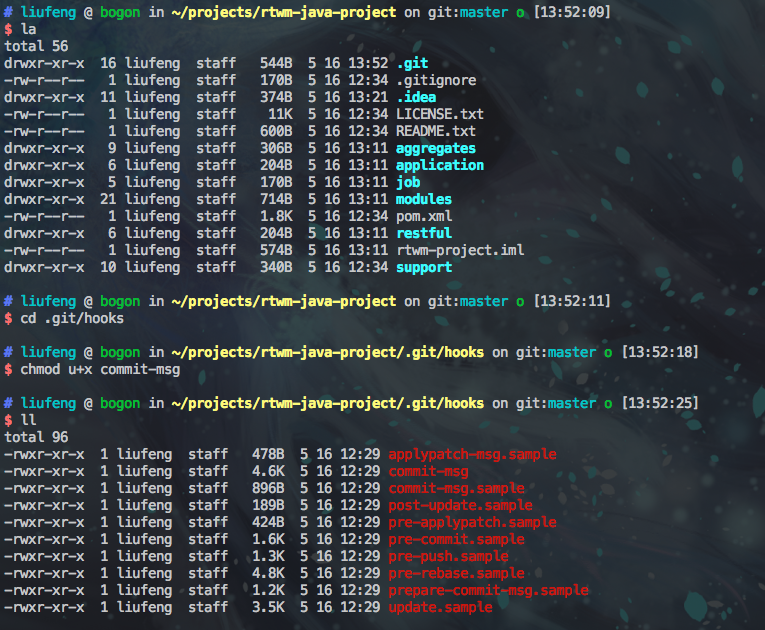 # liufeng @ bogon in ~/projects/rtwm-java-project on git:master o [13:52:09]
$ la
total 56
drwxr-xr-x  16 liufeng  staff   544B  5 16 13:52 .git
-rw-r--r--   1 liufeng  staff   170B  5 16 12:34 .gitignore
drwxr-xr-x  11 liufeng  staff   374B  5 16 13:21 .idea
-rw-r--r--   1 liufeng  staff    11K  5 16 12:34 LICENSE.txt
-rw-r--r--   1 liufeng  staff   600B  5 16 12:34 README.txt
drwxr-xr-x   9 liufeng  staff   306B  5 16 13:11 aggregates
drwxr-xr-x   6 liufeng  staff   204B  5 16 13:11 application
drwxr-xr-x   5 liufeng  staff   170B  5 16 13:11 job
drwxr-xr-x  21 liufeng  staff   714B  5 16 13:11 modules
-rw-r--r--   1 liufeng  staff   1.8K  5 16 12:34 pom.xml
drwxr-xr-x   6 liufeng  staff   204B  5 16 13:11 restful
-rw-r--r--   1 liufeng  staff   574B  5 16 13:11 rtwm-project.iml
drwxr-xr-x  10 liufeng  staff   340B  5 16 12:34 support
# liufeng @ bogon in ~/projects/rtwm-java-project on git:master o [13:52:11]
$ cd .git/hooks
# liufeng @ bogon in ~/projects/rtwm-java-project/.git/hooks on git:master o [13:52:18]
$ chmod u+x commit-msg
# liufeng @ bogon in ~/projects/rtwm-java-project/.git/hooks on git:master o [13:52:25]
$ ll
total 96
-rwxr-xr-x  1 liufeng  staff   478B  5 16 12:29 applypatch-msg.sample
-rwxr-xr-x  1 liufeng  staff   4.6K  5 16 12:29 commit-msg
-rwxr-xr-x  1 liufeng  staff   896B  5 16 12:29 commit-msg.sample
-rwxr-xr-x  1 liufeng  staff   189B  5 16 12:29 post-update.sample
-rwxr-xr-x  1 liufeng  staff   424B  5 16 12:29 pre-applypatch.sample
-rwxr-xr-x  1 liufeng  staff   1.6K  5 16 12:29 pre-commit.sample
-rwxr-xr-x  1 liufeng  staff   1.3K  5 16 12:29 pre-push.sample
-rwxr-xr-x  1 liufeng  staff   4.8K  5 16 12:29 pre-rebase.sample
-rwxr-xr-x  1 liufeng  staff   1.2K  5 16 12:29 prepare-commit-msg.sample
-rwxr-xr-x  1 liufeng  staff   3.5K  5 16 12:29 update.sample